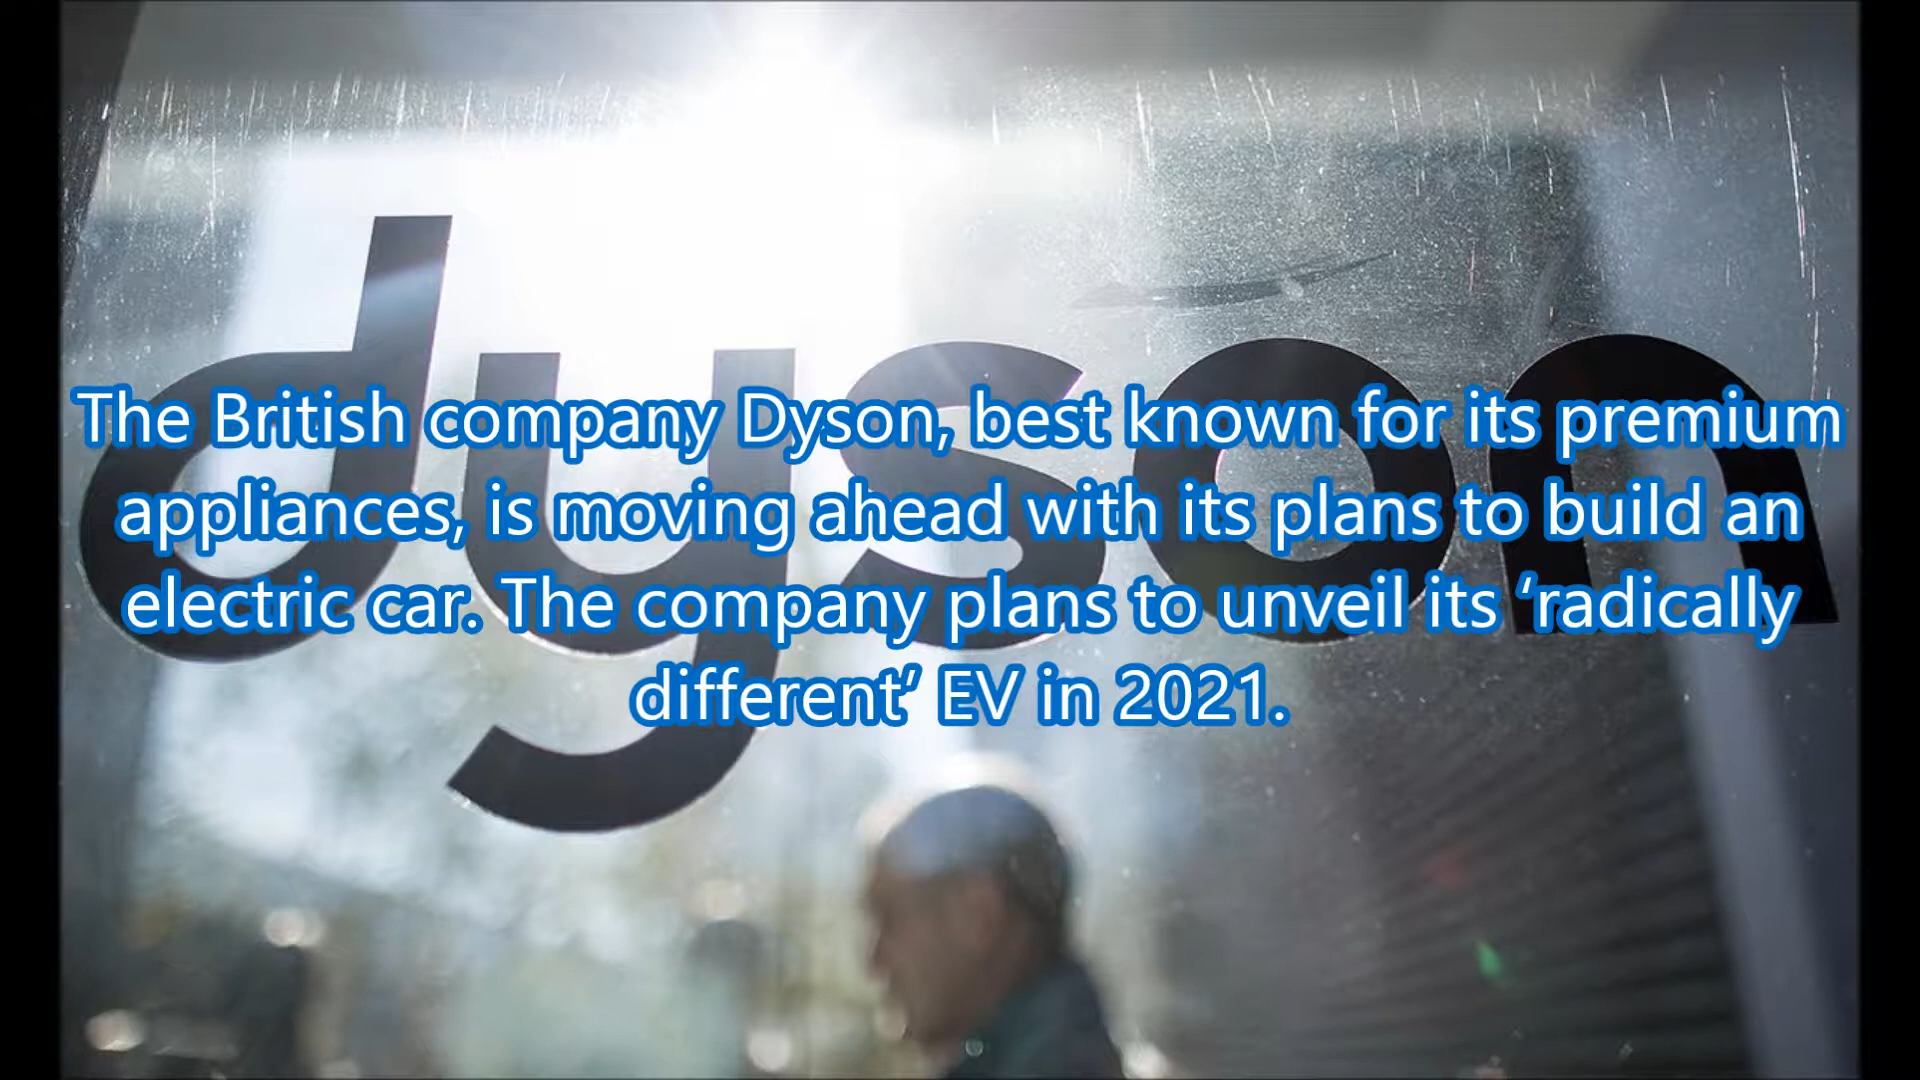 dyson
The British company Dyson, best known for its premium
appliances, is moving ahead with its plans to build an
electric car. The company plans to unveil its ‘radically
different’ EV in 2021.